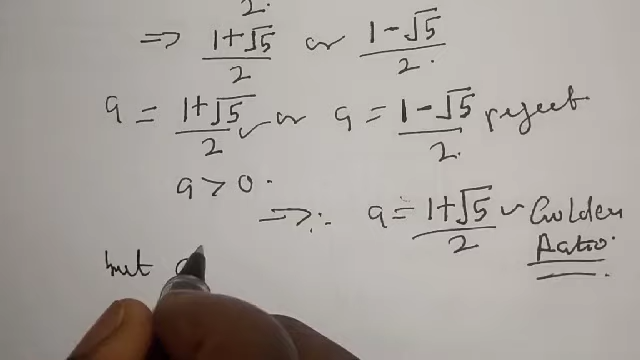 2.
=> 1+√5/2 or 1-√5/2.
a = 1+√5/2 ✓ or a = 1-√5/2. reject
a > 0.
=> ∴ a = 1+√5/2 ✓ Golden
Ratio.
but a